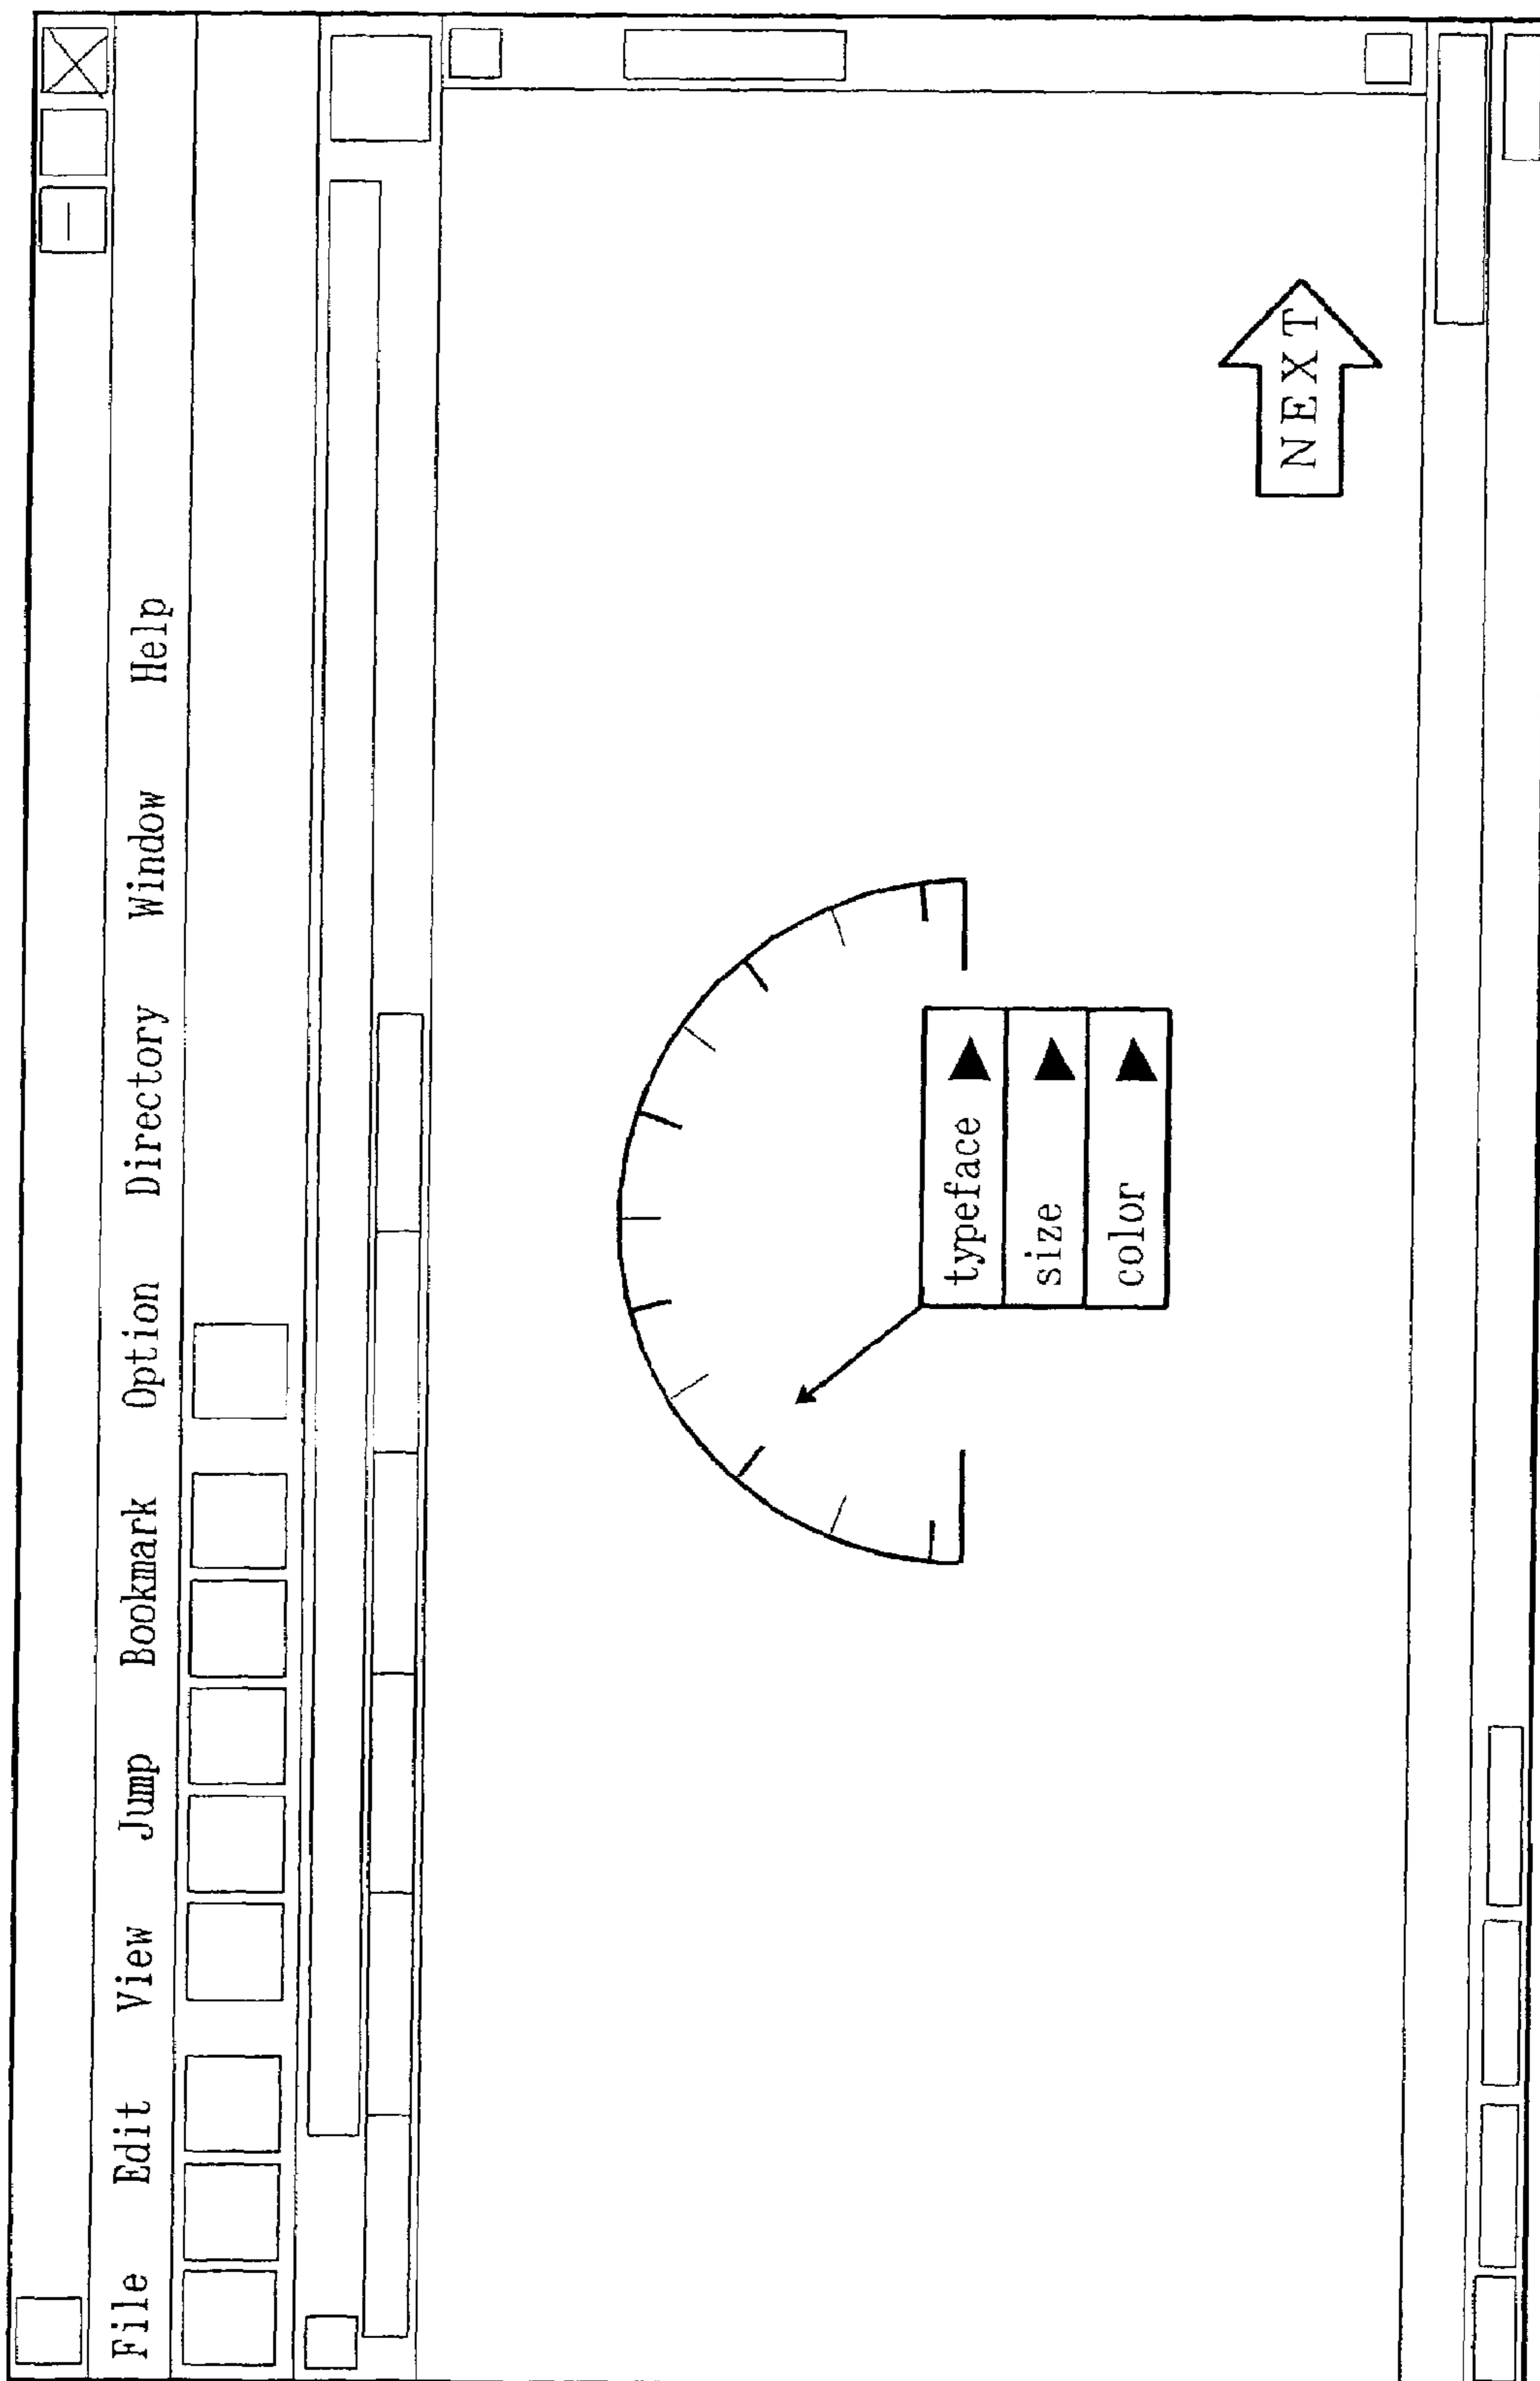 File Edit View Jump Bookmark Option Directory Window Help
typeface
size
color
NEXT